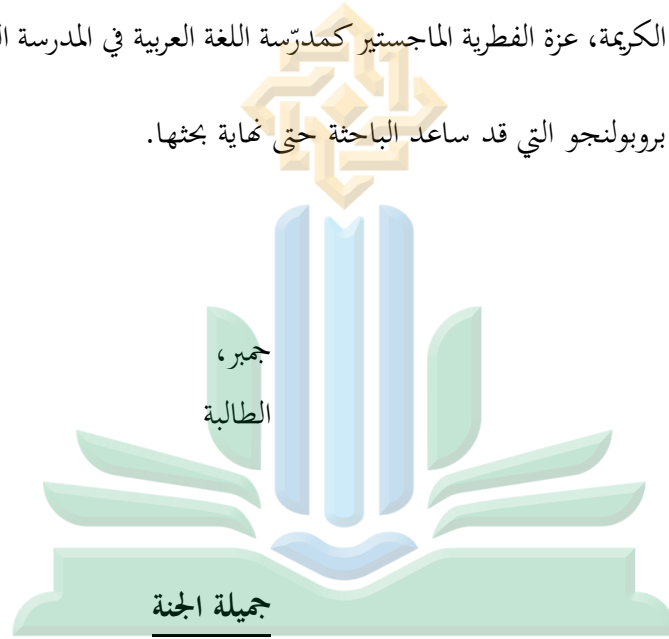 الكريمة، عزة الفطرية الماجستير كمدرّسة اللغة العربية في المدرسة
بروبولنجو التي قد ساعد الباحثة حتى نهاية بحثها.
جمبر،
الطالبة
جميلة الجنة